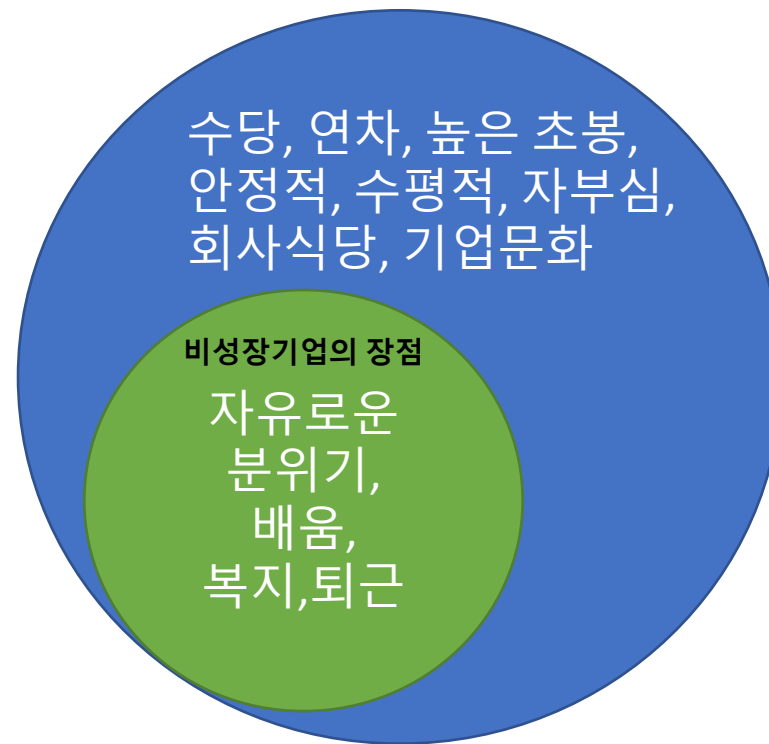 수당, 연차, 높은 초봉,
안정적, 수평적, 자부심,
회사식당, 기업문화
비성장기업의 장점
자유로운
분위기,
배움,
복지,퇴근